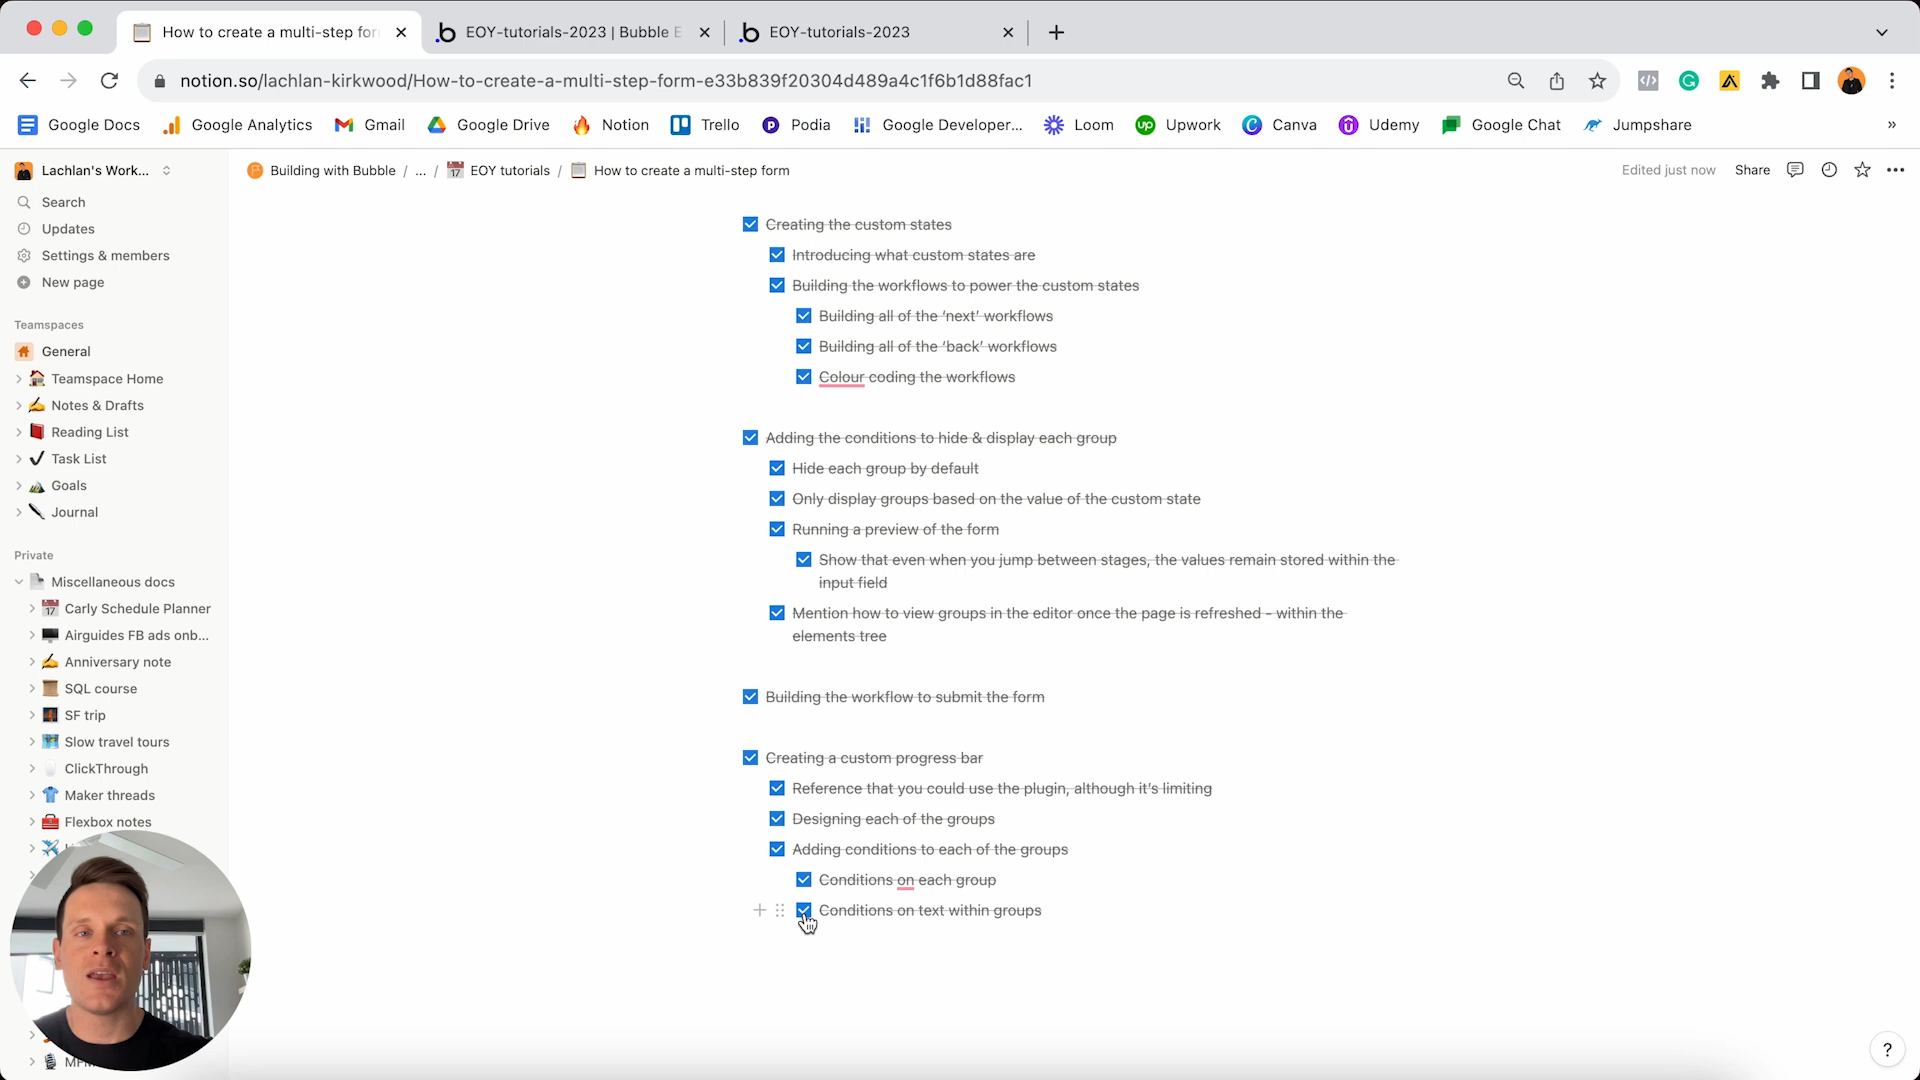 How to create a multi-step for
EOY-tutorials-2023 | Bubble E
EOY-tutorials-2023
notion.so/lachlan-kirkwood/How-to-create-a-multi-step-form-e33b839f20304d489a4c1f6b1d88fac1
Google Docs
Google Analytics
Gmail
Google Drive
Notion
Trello
Podia
Google Developer...
Loom
Upwork
Canva
Udemy
Google Chat
Jumpshare
»
Lachlan's Work...
Building with Bubble / ... / EOY tutorials / How to create a multi-step form
Edited just now
Share
Search
Updates
Settings & members
New page
Teamspaces
General
Teamspace Home
Notes & Drafts
Reading List
Task List
Goals
Journal
Private
Miscellaneous docs
Carly Schedule Planner
Airguides FB ads onb...
Anniversary note
SQL course
SF trip
Slow travel tours
ClickThrough
Maker threads
Flexbox notes
Creating the custom states
Introducing what custom states are
Building the workflows to power the custom states
Building all of the ‘next’ workflows
Building all of the ‘back’ workflows
Colour coding the workflows
Adding the conditions to hide & display each group
Hide each group by default
Only display groups based on the value of the custom state
Running a preview of the form
Show that even when you jump between stages, the values remain stored within the
input field
Mention how to view groups in the editor once the page is refreshed - within the
elements tree
Building the workflow to submit the form
Creating a custom progress bar
Reference that you could use the plugin, although it’s limiting
Designing each of the groups
Adding conditions to each of the groups
Conditions on each group
Conditions on text within groups
?